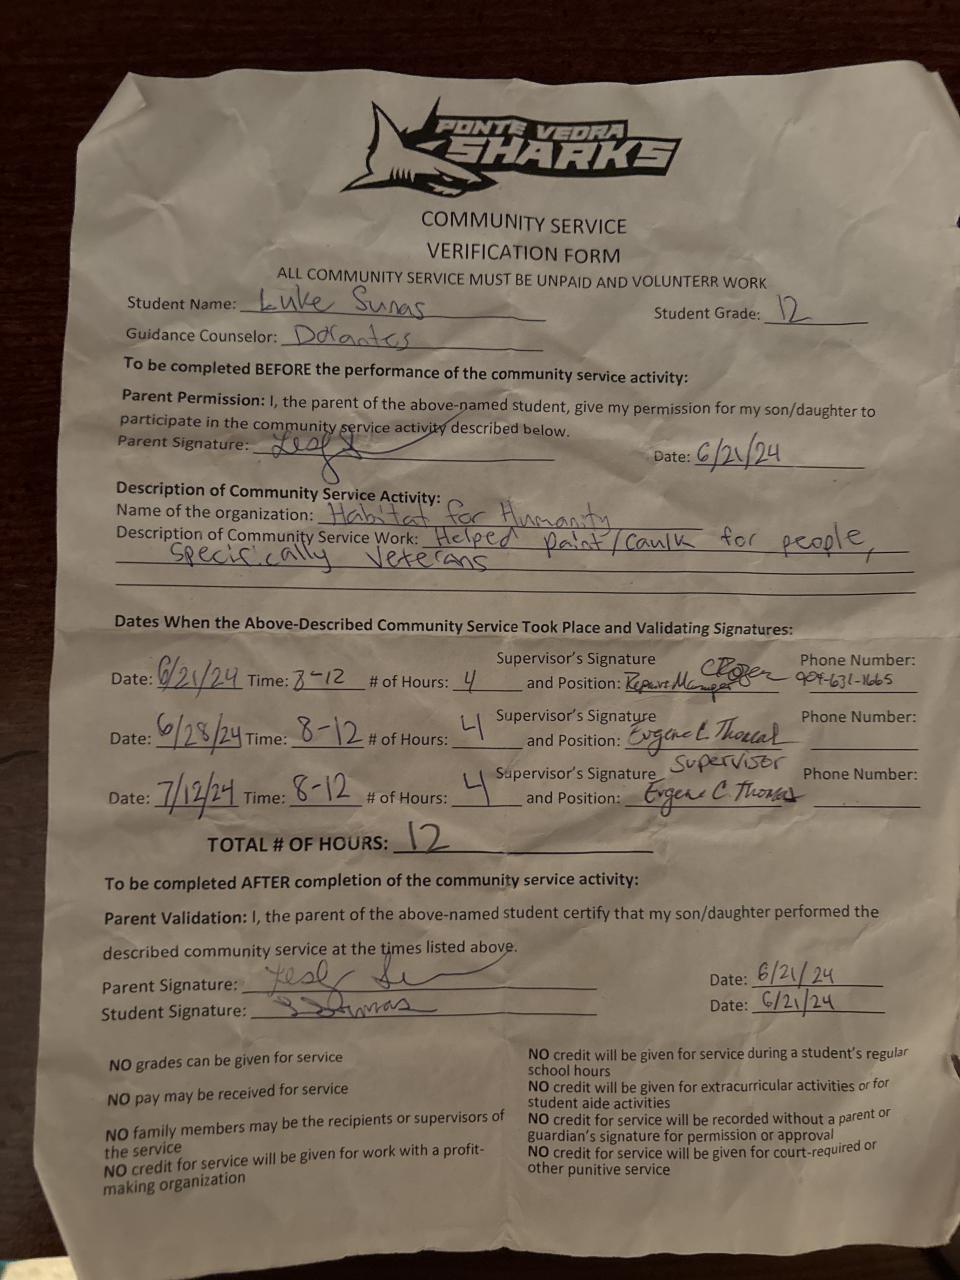 PONTE VEDRA
SHARKS
COMMUNITY SERVICE
VERIFICATION FORM
ALL COMMUNITY SERVICE MUST BE UNPAID AND VOLUNTERR WORK
Student Name: Luke Sunas Student Grade: 12
Guidance Counselor: Dorantes
To be completed BEFORE the performance of the community service activity:
Parent Permission: I, the parent of the above-named student, give my permission for my son/daughter to
participate in the community service activity described below.
Parent Signature: Date: 6/21/24
Description of Community Service Activity:
Name of the organization: Habitat for Humanity
Description of Community Service Work: Helped paint/caulk for people,
specifically veterans
Dates When the Above-Described Community Service Took Place and Validating Signatures:
Supervisor's Signature Phone Number:
Date: 6/21/24 Time: 8-12 # of Hours: 4 and Position: Repairs Manager 904-631-1665
Supervisor's Signature Phone Number:
Date: 6/28/24 Time: 8-12 # of Hours: 4 and Position: Eugene C. Thomas
Supervisor's Signature Supervisor Phone Number:
Date: 7/12/24 Time: 8-12 # of Hours: 4 and Position: Eugene C. Thomas
TOTAL # OF HOURS: 12
To be completed AFTER completion of the community service activity:
Parent Validation: I, the parent of the above-named student certify that my son/daughter performed the
described community service at the times listed above.
Parent Signature: Date: 6/21/24
Student Signature: Date: 6/21/24
NO grades can be given for service
NO pay may be received for service
NO family members may be the recipients or supervisors of
the service
NO credit for service will be given for work with a profit-
making organization
NO credit will be given for service during a student's regular
school hours
NO credit will be given for extracurricular activities or for
student aide activities
NO credit for service will be recorded without a parent or
guardian's signature for permission or approval
NO credit for service will be given for court-required or
other punitive service